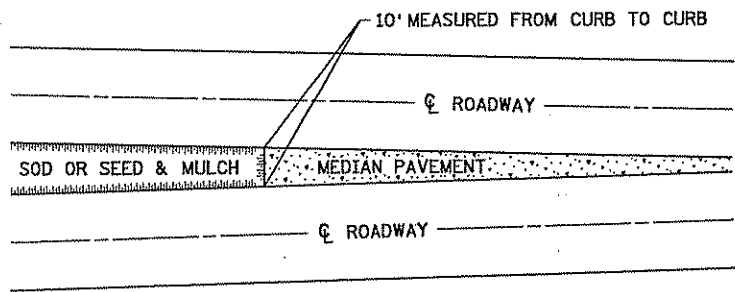 10' MEASURED FROM CURB TO CURB
℄ ROADWAY
SOD OR SEED & MULCH
MEDIAN PAVEMENT
℄ ROADWAY